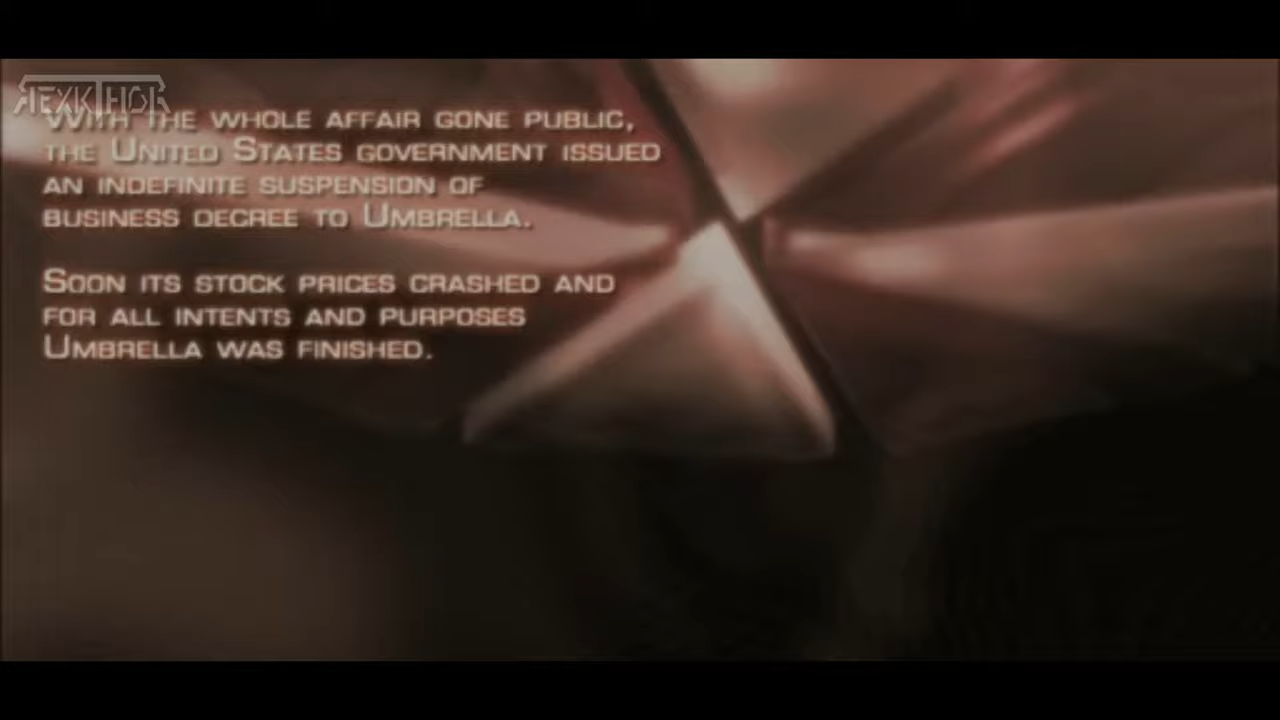 REXKTHOR
WITH THE WHOLE AFFAIR GONE PUBLIC,
THE UNITED STATES GOVERNMENT ISSUED
AN INDEFINITE SUSPENSION OF
BUSINESS DECREE TO UMBRELLA.
SOON ITS STOCK PRICES CRASHED AND
FOR ALL INTENTS AND PURPOSES
UMBRELLA WAS FINISHED.